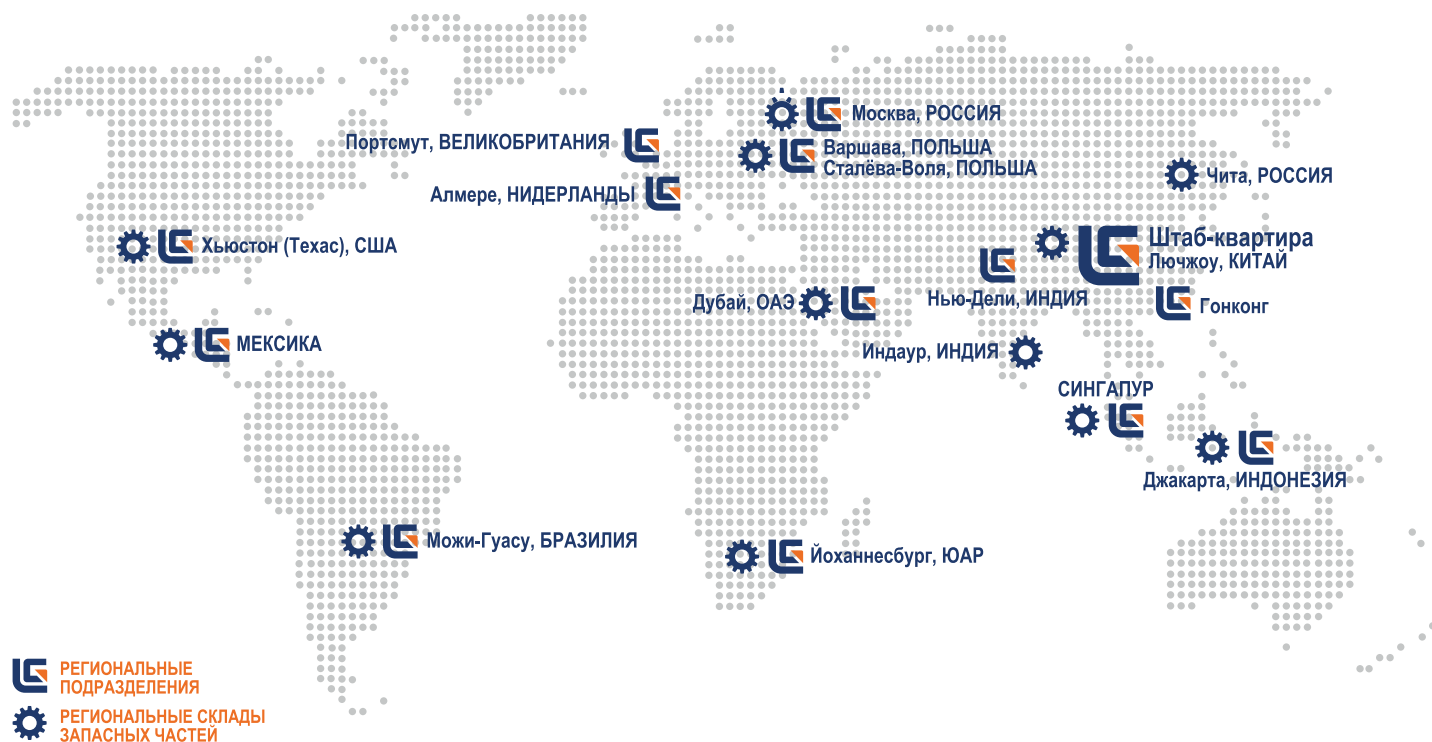 Москва, РОССИЯ
Портсмут, ВЕЛИКОБРИТАНИЯ
Варшава, ПОЛЬША
Сталёва-Воля, ПОЛЬША
Чита, РОССИЯ
Алмере, НИДЕРЛАНДЫ
Хьюстон (Техас), США
Штаб-квартира
Лючжоу, КИТАЙ
Нью-Дели, ИНДИЯ
Дубай, ОАЭ
Гонконг
МЕКСИКА
Индаур, ИНДИЯ
СИНГАПУР
Джакарта, ИНДОНЕЗИЯ
Можи-Гуасу, БРАЗИЛИЯ
Йоханнесбург, ЮАР
РЕГИОНАЛЬНЫЕ
ПОДРАЗДЕЛЕНИЯ
РЕГИОНАЛЬНЫЕ СКЛАДЫ
ЗАПАСНЫХ ЧАСТЕЙ